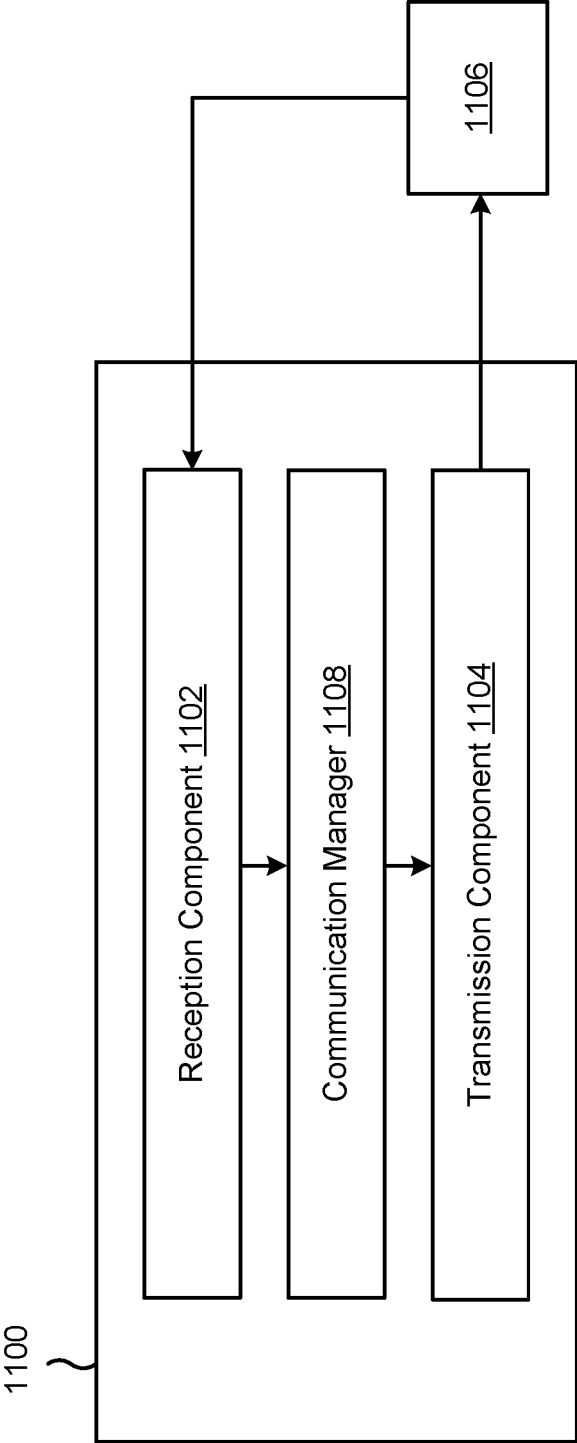 1100
Reception Component 1102
Communication Manager 1108
Transmission Component 1104
1106